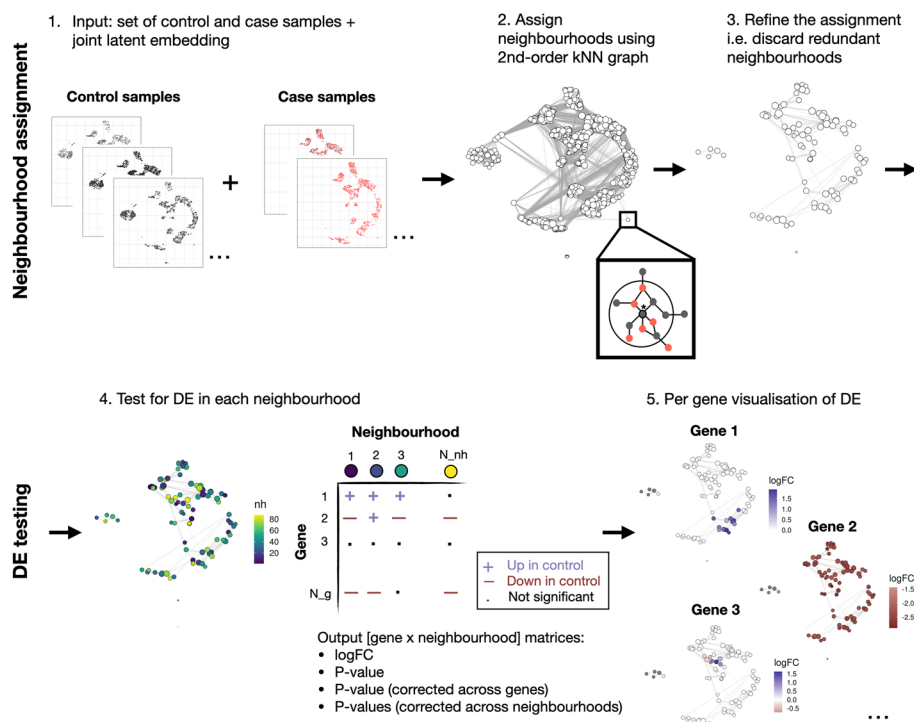 Neighbourhood assignment
1. Input: set of control and case samples +
joint latent embedding
Control samples
+
Case samples
...
...
2. Assign
neighbourhoods using
2nd-order kNN graph
*
3. Refine the assignment
i.e. discard redundant
neighbourhoods
DE testing
4. Test for DE in each neighbourhood
nh
80
60
40
20
Neighbourhood
1 2 3 N_nh
Gene
1 + + + .
2 — + — —
3 . . . .
N_g — — . —
+ Up in control
— Down in control
. Not significant
Output [gene x neighbourhood] matrices:
• logFC
• P-value
• P-value (corrected across genes)
• P-values (corrected across neighbourhoods)
5. Per gene visualisation of DE
Gene 1
logFC
1.5
1.0
0.5
0.0
Gene 2
logFC
-1.5
-2.0
-2.5
Gene 3
logFC
1.5
1.0
0.5
0.0
-0.5
...